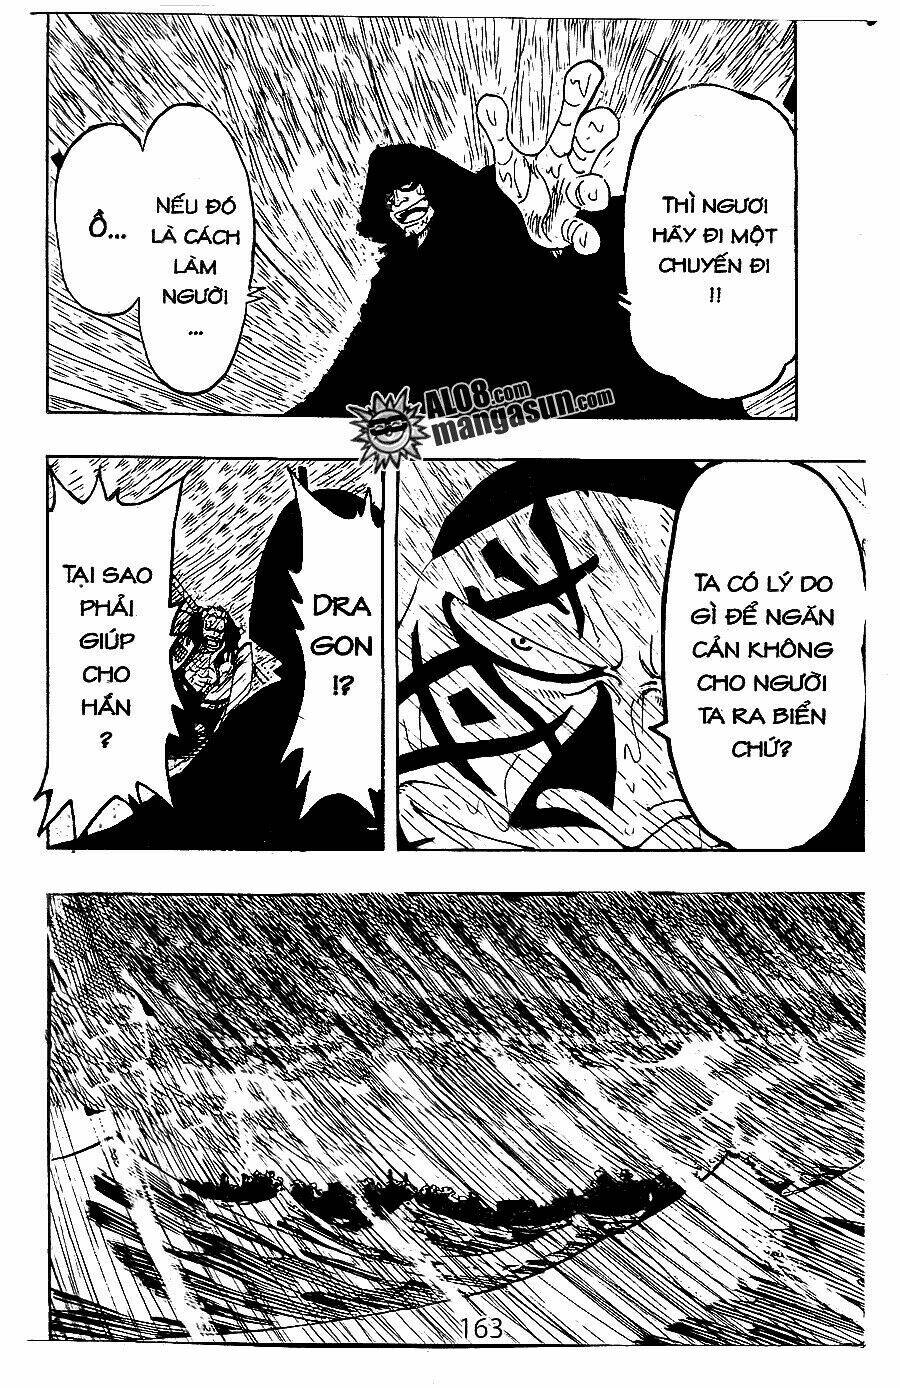 THÌ NGƯƠI
HÃY ĐI MỘT
CHUYẾN ĐI
!!
NẾU ĐÓ
LÀ CÁCH
LÀM
NGƯỜI
...
Ồ...
ALO8.com
mangasun.com
TA CÓ LÝ DO
GÌ ĐỂ NGĂN
CẢN KHÔNG
CHO NGƯỜI
TA RA BIỂN
CHỨ?
DRA
GON
!?
TẠI SAO
PHẢI
GIÚP
CHO
HẮN
?
163